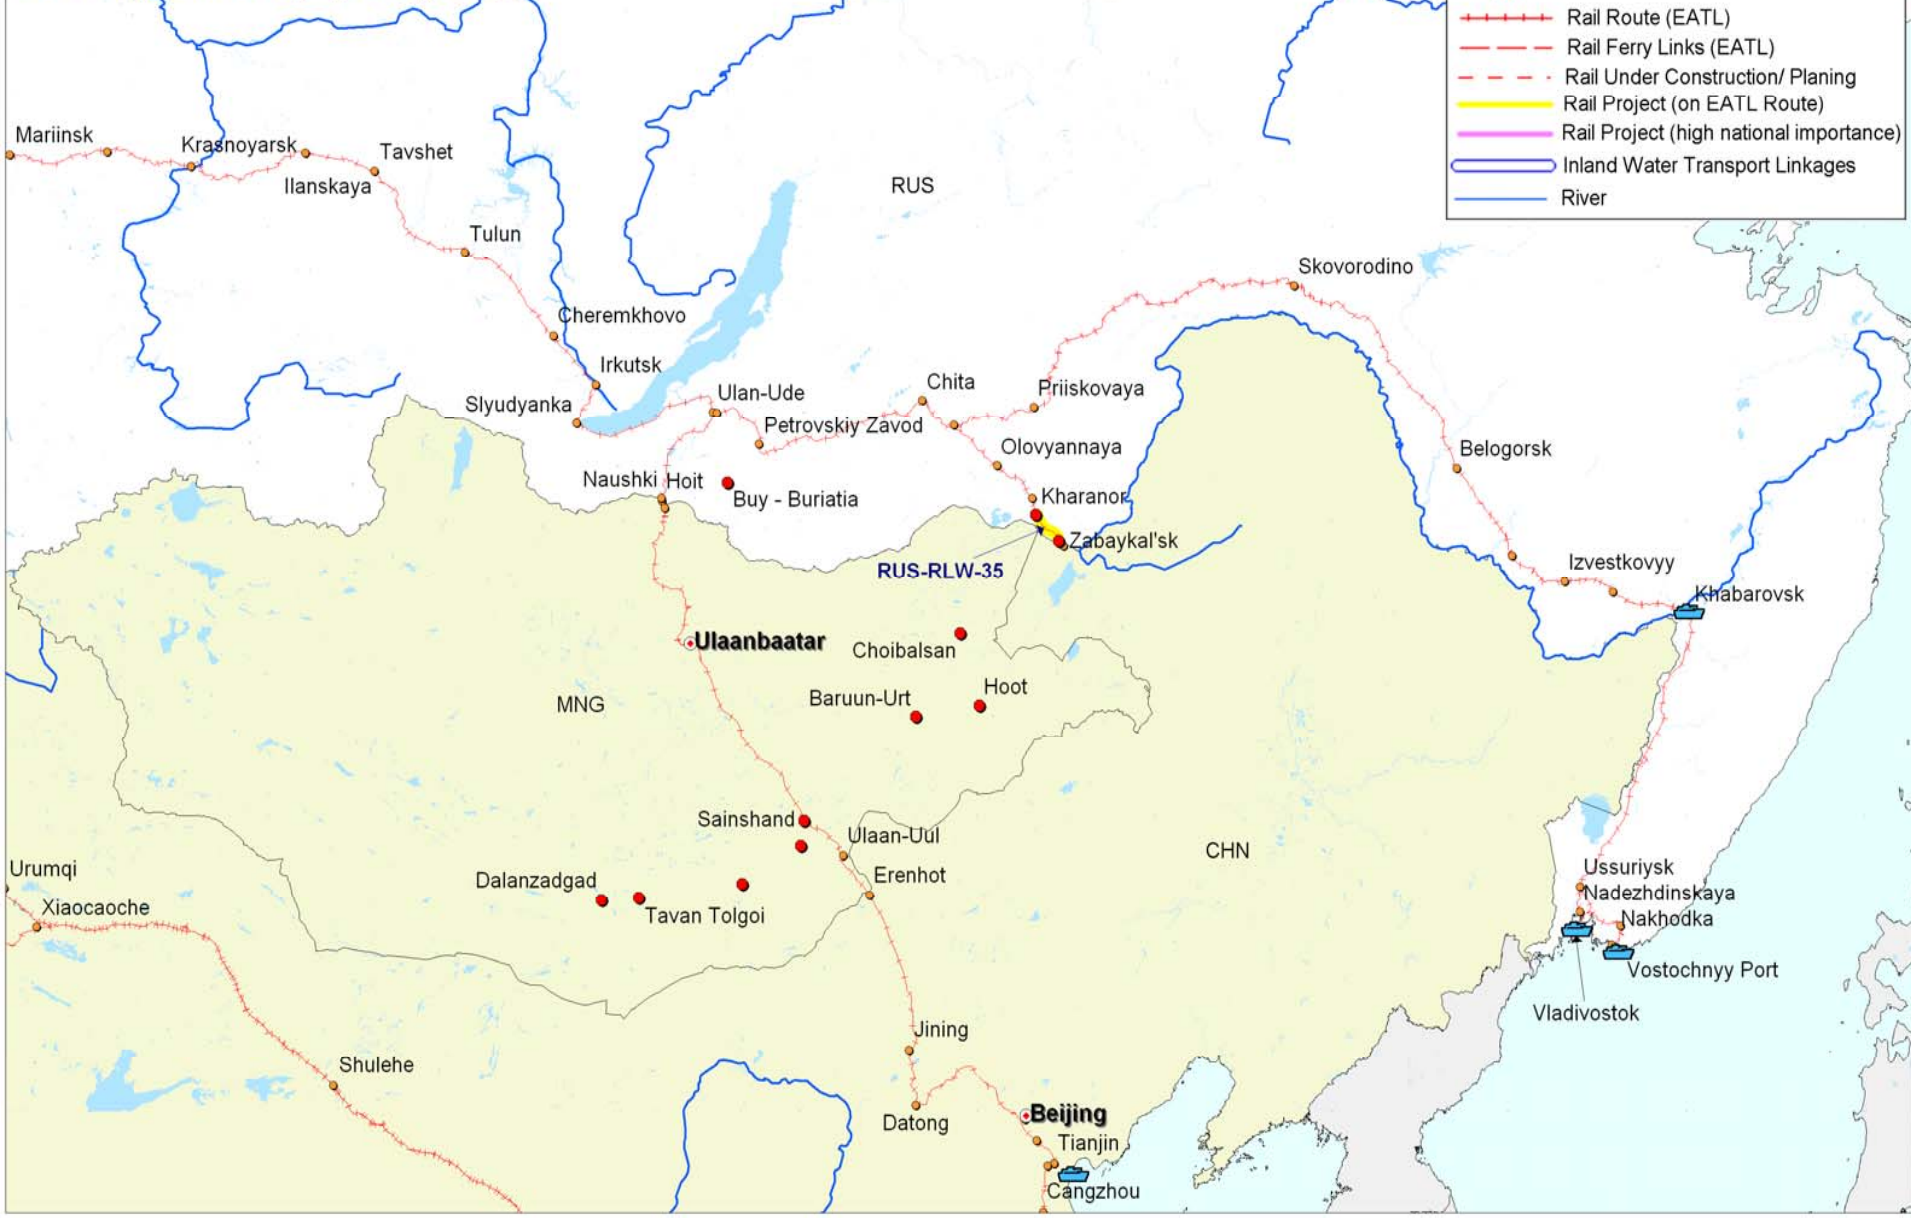 Rail Route (EATL)
Rail Ferry Links (EATL)
Rail Under Construction/ Planing
Rail Project (on EATL Route)
Rail Project (high national importance)
Inland Water Transport Linkages
River
Mariinsk
Krasnoyarsk
Tavshet
Ilanskaya
RUS
Tulun
Skovorodino
Cheremkhovo
Irkutsk
Slyudyanka
Ulan-Ude
Chita
Priiskovaya
Petrovskiy Zavod
Olovyannaya
Belogorsk
Naushki
Hoit
Buy - Buriatia
Kharanor
Zabaykal'sk
RUS-RLW-35
Izvestkovyy
Khabarovsk
Ulaanbaatar
Choibalsan
MNG
Baruun-Urt
Hoot
Sainshand
Ulaan-Uul
CHN
Urumqi
Dalanzadgad
Erenhot
Ussuriysk
Nadezhdinskaya
Xiaocaoche
Tavan Tolgoi
Nakhodka
Vostochnyy Port
Vladivostok
Jining
Shulehe
Datong
Beijing
Tianjin
Cangzhou